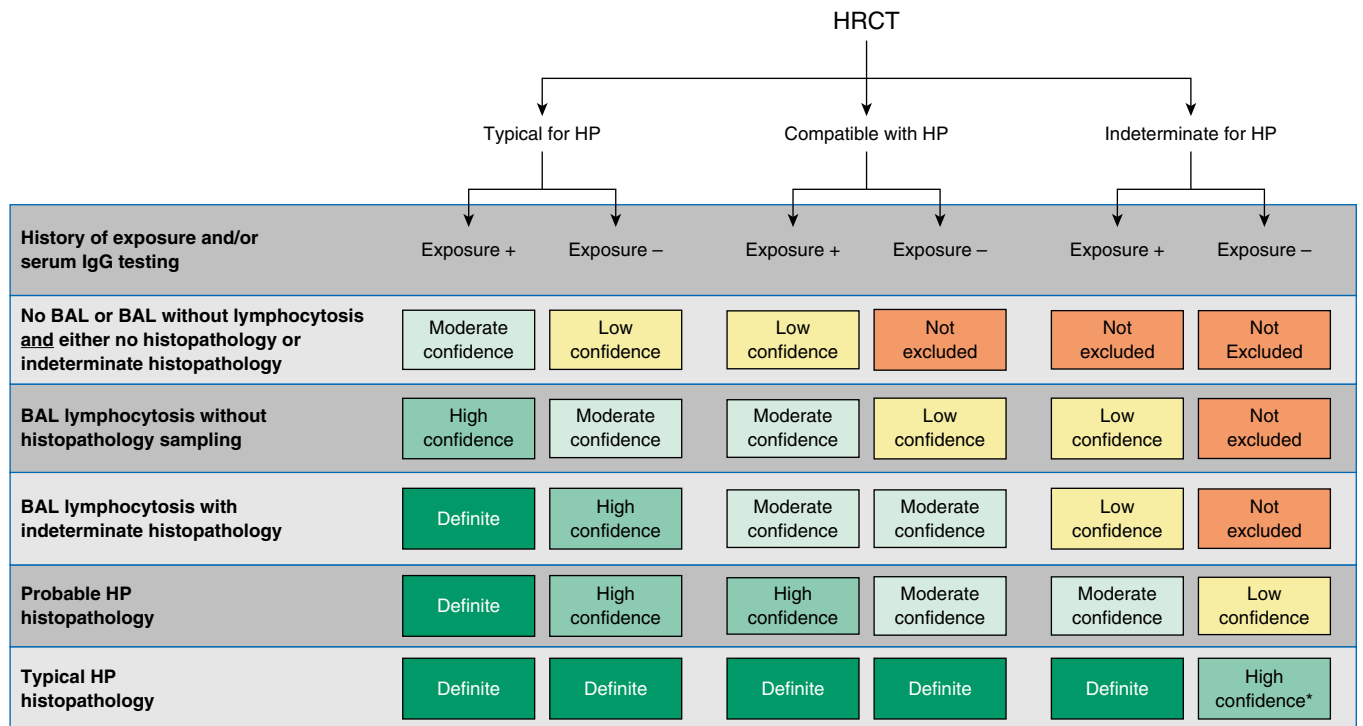 HRCT
Typical for HP
Compatible with HP
Indeterminate for HP
History of exposure and/or
serum IgG testing
Exposure +
Exposure –
Exposure +
Exposure –
Exposure +
Exposure –
No BAL or BAL without lymphocytosis
and either no histopathology or
indeterminate histopathology
Moderate
confidence
Low
confidence
Low
confidence
Not
excluded
Not
excluded
Not
Excluded
BAL lymphocytosis without
histopathology sampling
High
confidence
Moderate
confidence
Moderate
confidence
Low
confidence
Low
confidence
Not
excluded
BAL lymphocytosis with
indeterminate histopathology
Definite
High
confidence
Moderate
confidence
Moderate
confidence
Low
confidence
Not
excluded
Probable HP
histopathology
Definite
High
confidence
High
confidence
Moderate
confidence
Moderate
confidence
Low
confidence
Typical HP
histopathology
Definite
Definite
Definite
Definite
Definite
High
confidence*